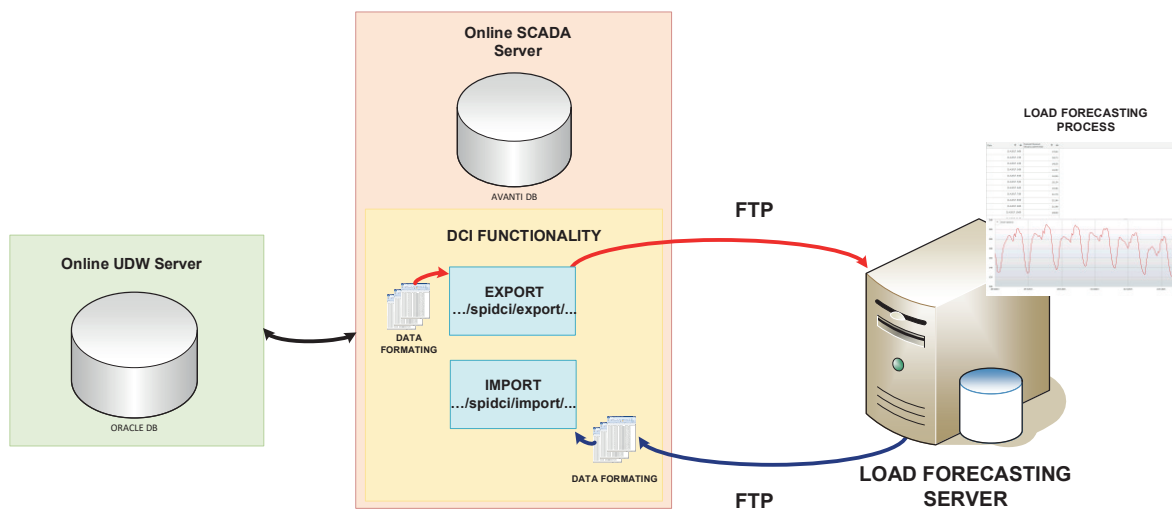 Online SCADA
Server
AVANTI DB
DCI FUNCTIONALITY
EXPORT
.../spidci/export/...
DATA
FORMATING
IMPORT
.../spidci/import/...
DATA FORMATING
Online UDW Server
ORACLE DB
FTP
FTP
LOAD FORECASTING
PROCESS
LOAD FORECASTING
SERVER